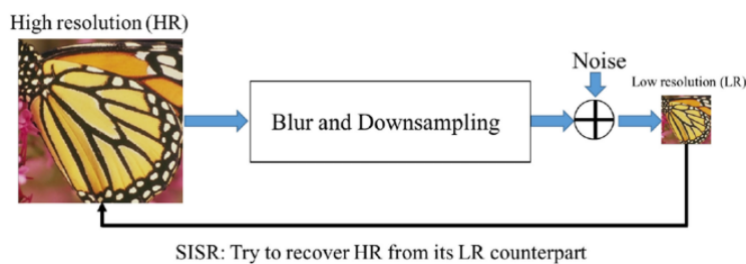 High resolution (HR)
Noise
Low resolution (LR)
Blur and Downsampling
SISR: Try to recover HR from its LR counterpart